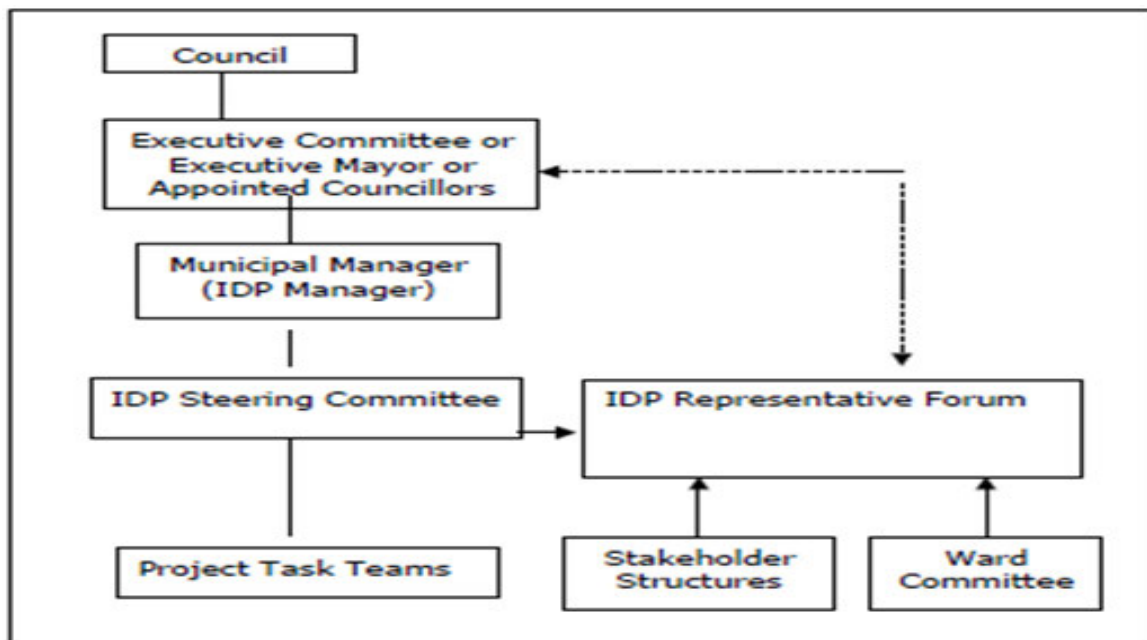 Council
Executive Committee or
Executive Mayor or
Appointed Councillors
Municipal Manager
(IDP Manager)
IDP Steering Committee
IDP Representative Forum
Project Task Teams
Stakeholder
Structures
Ward
Committee